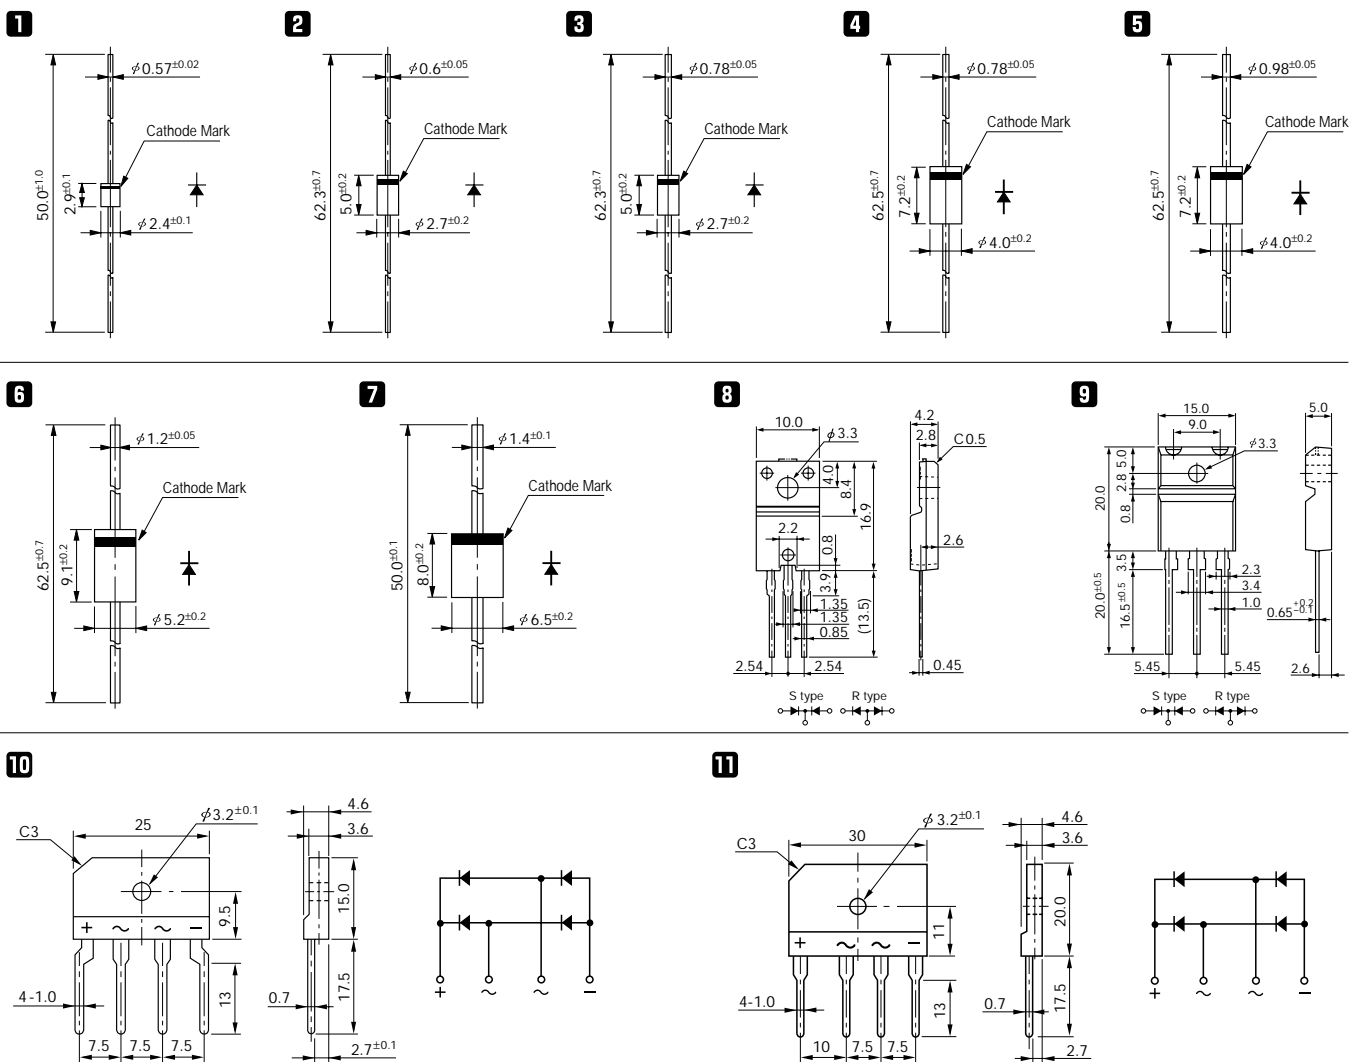 1
φ0.57±0.02
Cathode Mark
50.0±1.0
2.9±0.1
φ2.4±0.1
2
φ0.6±0.05
Cathode Mark
62.3±0.7
5.0±0.2
φ2.7±0.2
3
φ0.78±0.05
Cathode Mark
62.3±0.7
5.0±0.2
φ2.7±0.2
4
φ0.78±0.05
Cathode Mark
62.5±0.7
7.2±0.2
φ4.0±0.2
5
φ0.98±0.05
Cathode Mark
62.5±0.7
7.2±0.2
φ4.0±0.2
6
φ1.2±0.05
Cathode Mark
62.5±0.7
9.1±0.2
φ5.2±0.2
7
φ1.4±0.1
Cathode Mark
50.0±0.1
8.0±0.2
φ6.5±0.2
8
10.0
φ3.3
4.0
8.4
16.9
2.2
0.8
3.9
1.35
1.35
0.85
(13.5)
2.54
2.54
4.2
2.8
C0.5
2.6
0.45
S type
R type
9
15.0
9.0
φ3.3
20.0
5.0
2.8
0.8
3.5
20.0±0.5
16.5±0.5
2.3
3.4
1.0
5.45
5.45
5.0
0.65+0.2-0.1
2.6
S type
R type
10
25
φ3.2±0.1
C3
9.5
+ ~ ~ −
4-1.0
13
7.5
7.5
7.5
4.6
3.6
15.0
17.5
0.7
2.7±0.1
+ ~ ~ −
11
30
φ3.2±0.1
C3
11
+ ~ ~ −
4-1.0
13
10
7.5
7.5
4.6
3.6
20.0
17.5
0.7
2.7
+ ~ ~ −